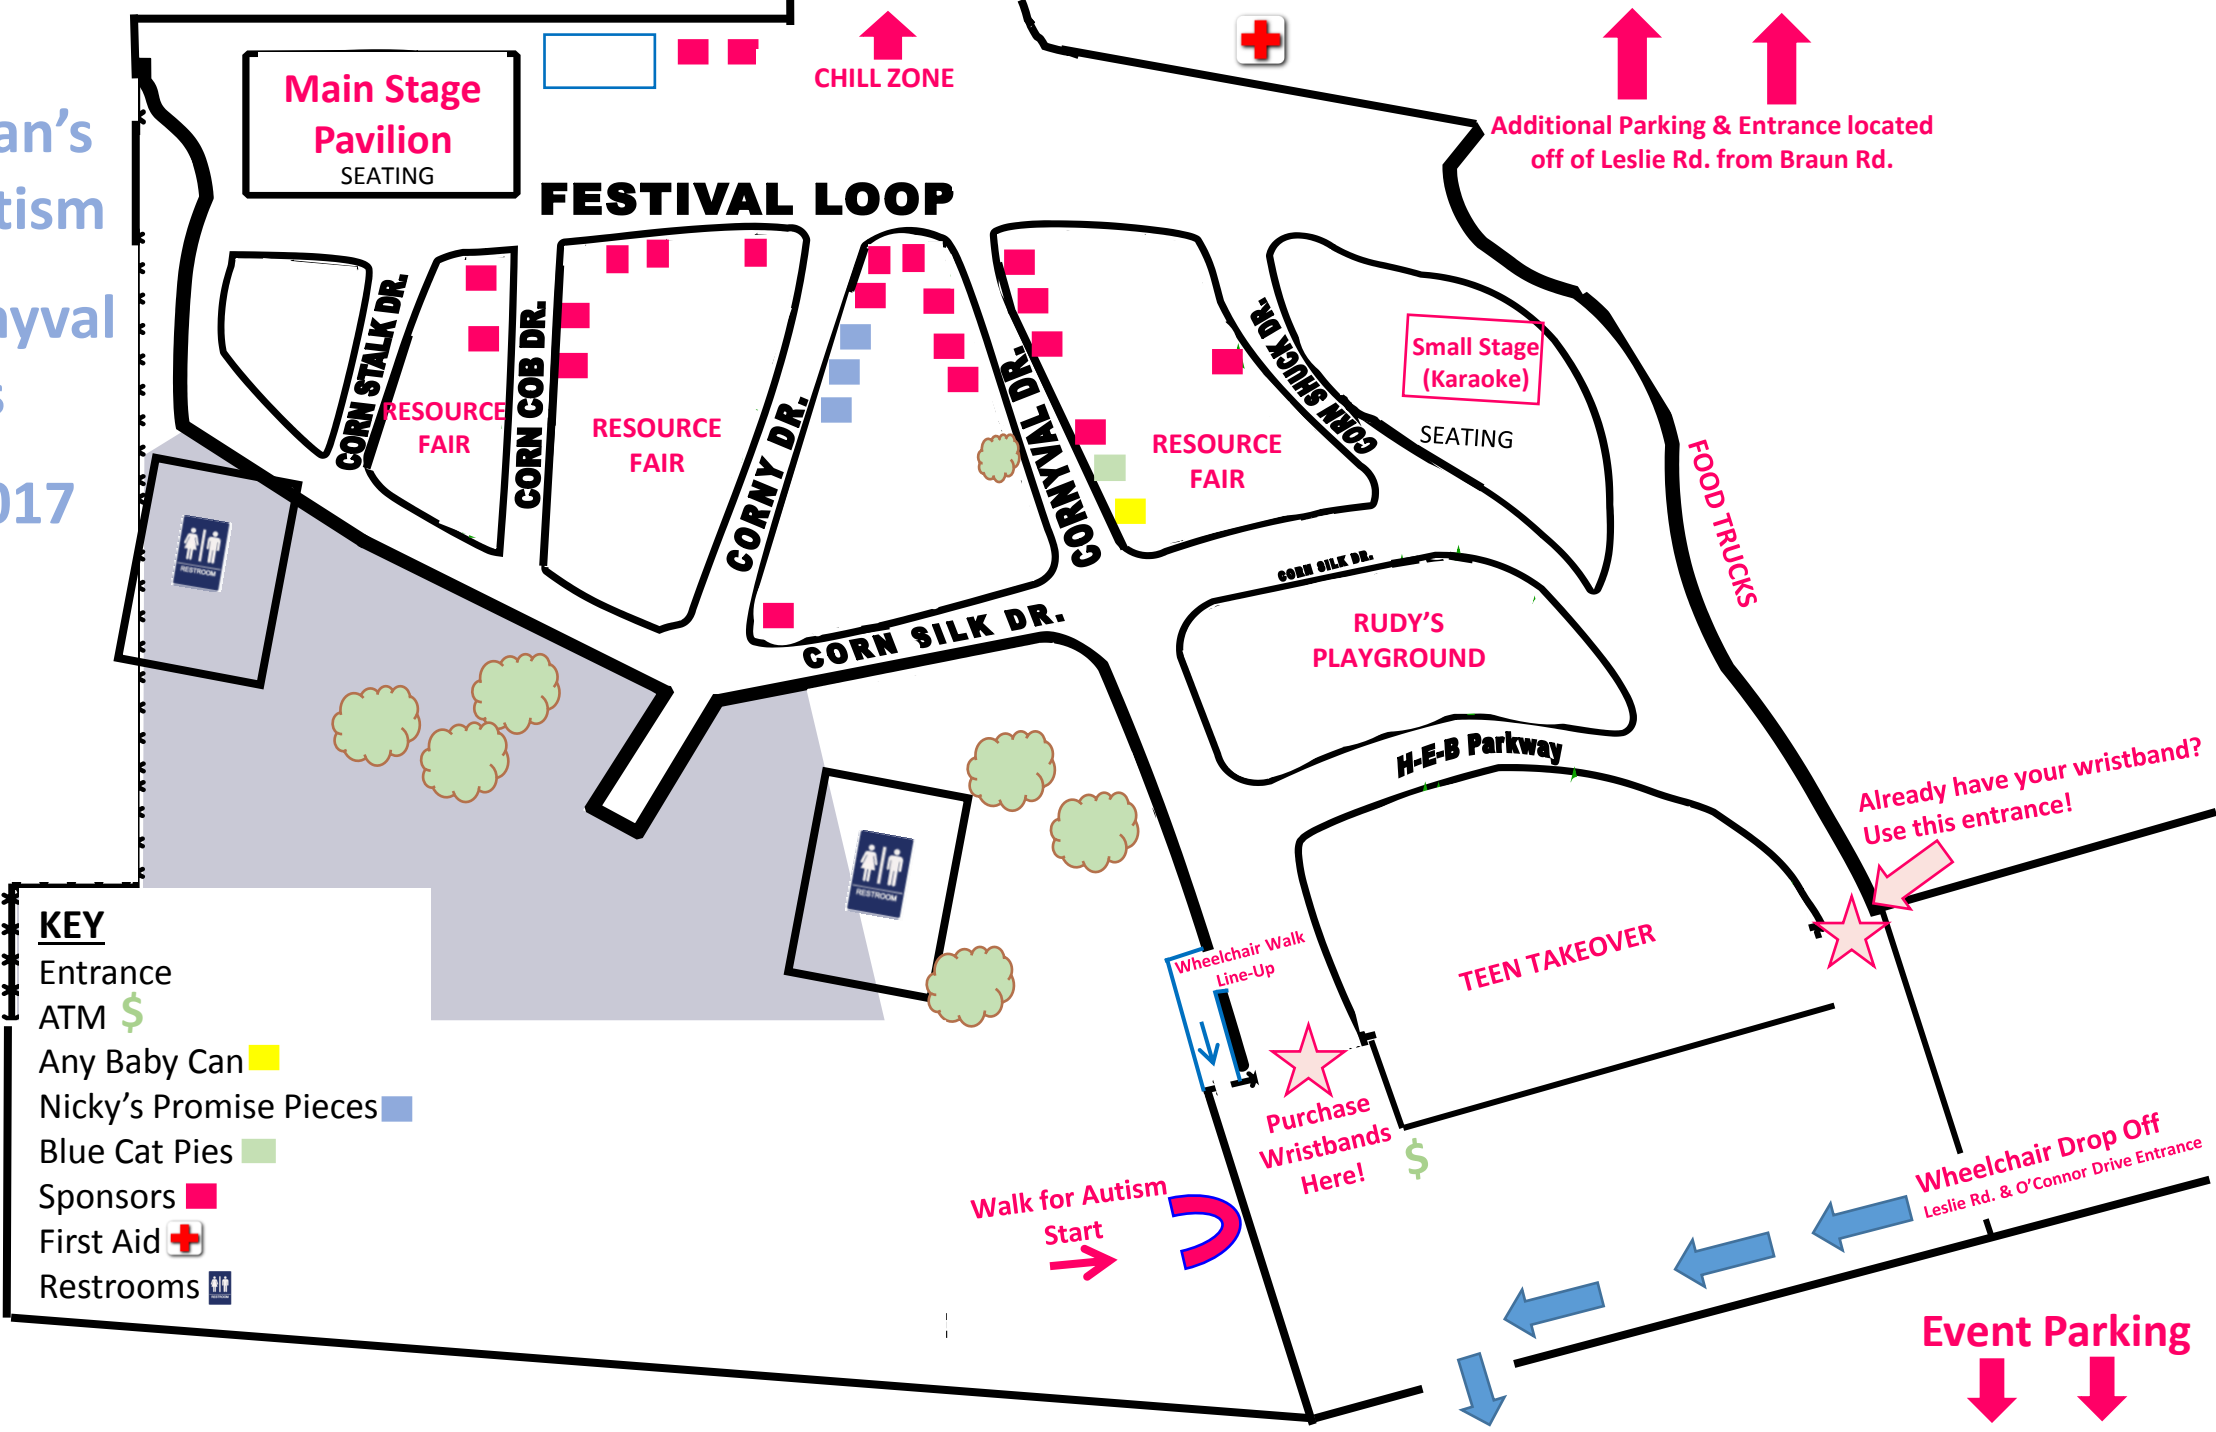 an's
tism
nayval
s
017
Main Stage
Pavilion
SEATING
CHILL ZONE
Additional Parking & Entrance located
off of Leslie Rd. from Braun Rd.
FESTIVAL LOOP
CORN STALK DR.
CORN COB DR.
CORNY DR.
CORNYVAL DR.
CORN SHUCK DR.
Small Stage
(Karaoke)
SEATING
RESOURCE
FAIR
RESOURCE
FAIR
RESOURCE
FAIR
FOOD TRUCKS
RESTROOM
CORN SILK DR.
CORN SILK DR.
RUDY'S
PLAYGROUND
H-E-B Parkway
Already have your wristband?
Use this entrance!
RESTROOM
TEEN TAKEOVER
Wheelchair Walk
Line-Up
Purchase
Wristbands
Here!
$
Walk for Autism
Start
Wheelchair Drop Off
Leslie Rd. & O'Connor Drive Entrance
Event Parking
KEY
Entrance
ATM $
Any Baby Can
Nicky's Promise Pieces
Blue Cat Pies
Sponsors
First Aid
Restrooms